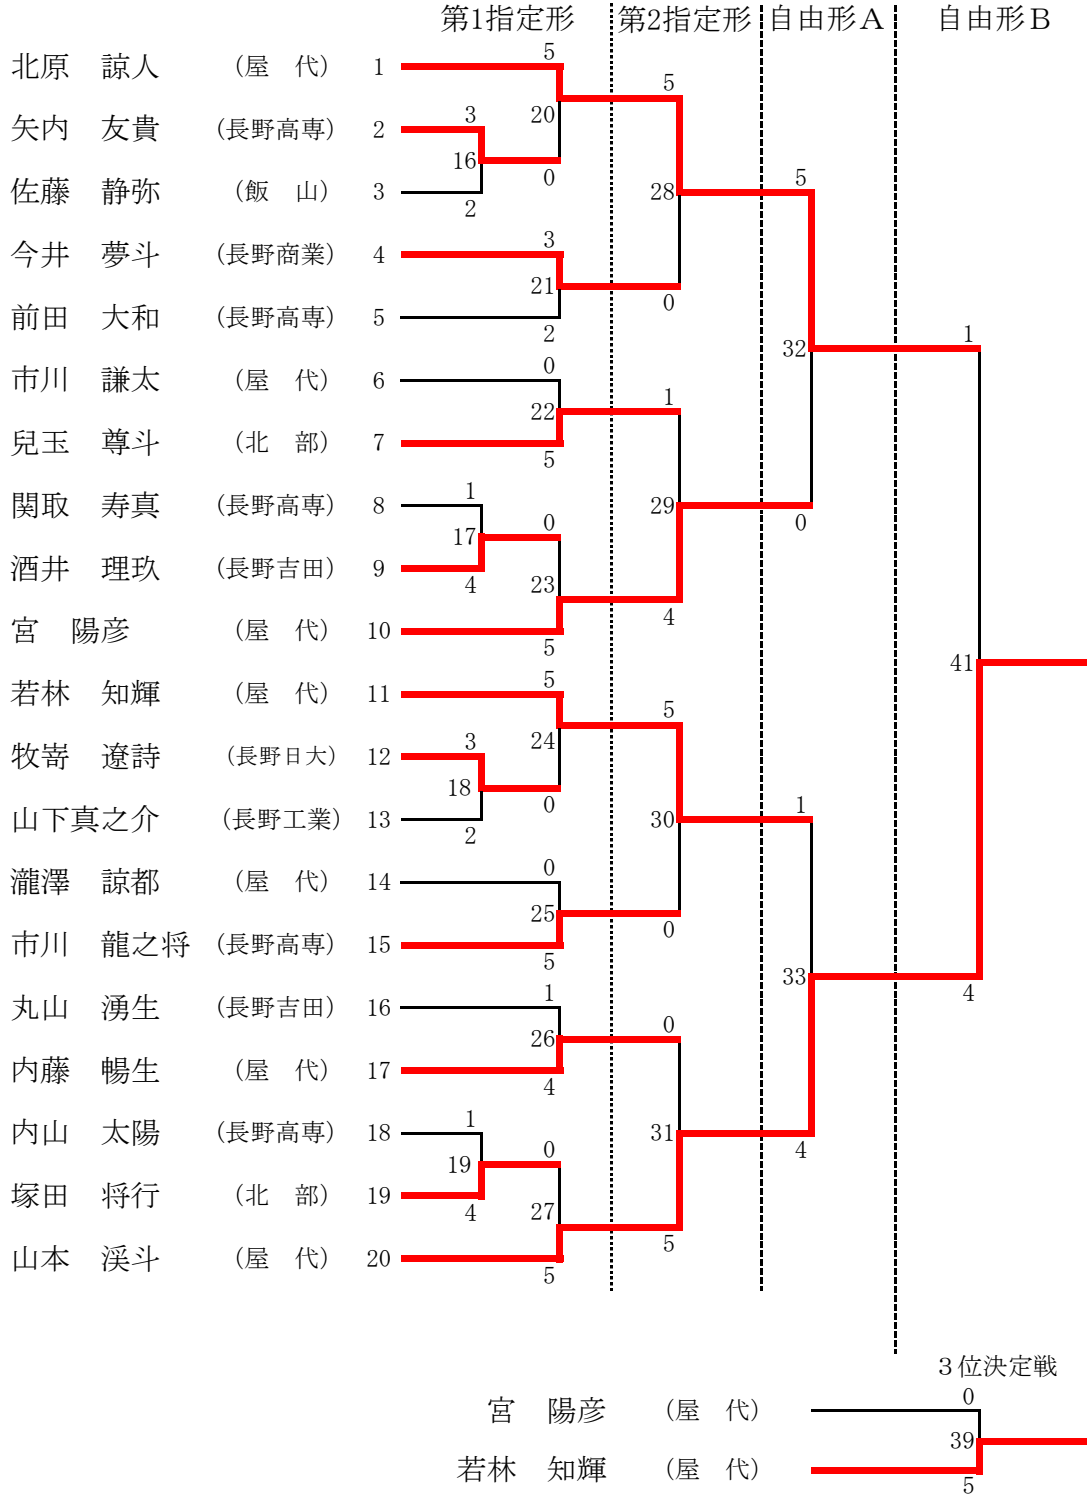 第1指定形 第2指定形 自由形A 自由形B
5
北原 諒人 (屋 代) 1
5
3 20
矢内 友貴 (長野高専) 2
16
0
佐藤 静弥 (飯 山) 3 28 5
2
3
今井 夢斗 (長野商業) 4
21
0
前田 大和 (長野高専) 5
2 1
32
0
市川 謙太 (屋 代) 6
1
22
兒玉 尊斗 (北 部) 7
5
1
関取 寿真 (長野高専) 8 29
0 0
17
酒井 理玖 (長野吉田) 9
4 23
4
宮 陽彦 (屋 代) 10
5
41
5
若林 知輝 (屋 代) 11
5
3 24
牧嵜 遼詩 (長野日大) 12
18
0 1
山下真之介 (長野工業) 13 30
2
0
瀧澤 諒都 (屋 代) 14
25
0
市川 龍之将 (長野高専) 15
5
33
1 4
丸山 湧生 (長野吉田) 16
0
26
内藤 暢生 (屋 代) 17
4
1
内山 太陽 (長野高専) 18 31
0 4
19
塚田 将行 (北 部) 19
4 27
5
山本 渓斗 (屋 代) 20
5
3位決定戦
0
宮 陽彦 (屋 代)
39
若林 知輝 (屋 代)
5